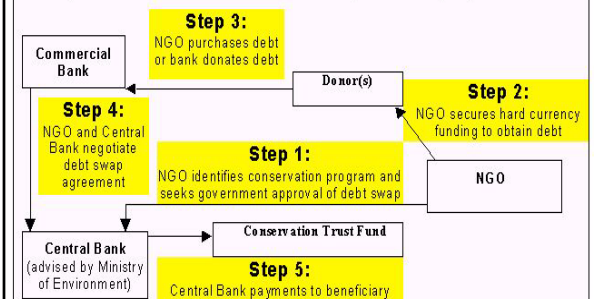 Step 3:
NGO purchases debt
or bank donates debt
Commercial
Bank
Donor(s)
Step 2:
NGO secures hard currency
funding to obtain debt
Step 4:
NGO and Central
Bank negotiate
debt swap
agreement
Step 1:
NGO identifies conservation program and
seeks government approval of debt swap
NGO
Central Bank
(advised by Ministry
of Environment)
Conservation Trust Fund
Step 5:
Central Bank payments to beneficiary